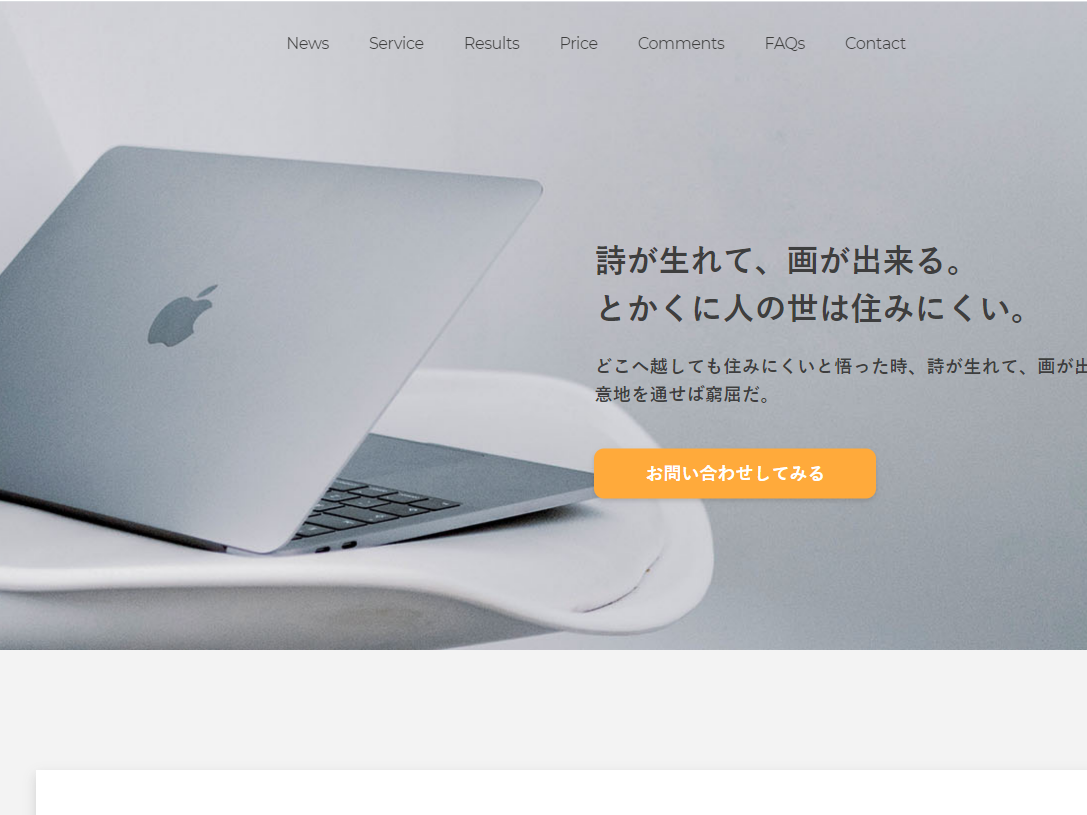 News Service Results Price Comments FAQs Contact
詩が生れて、画が出来る。
とかくに人の世は住みにくい。
どこへ越しても住みにくいと悟った時、詩が生れて、画が出
意地を通せば窮屈だ。
お問い合わせしてみる